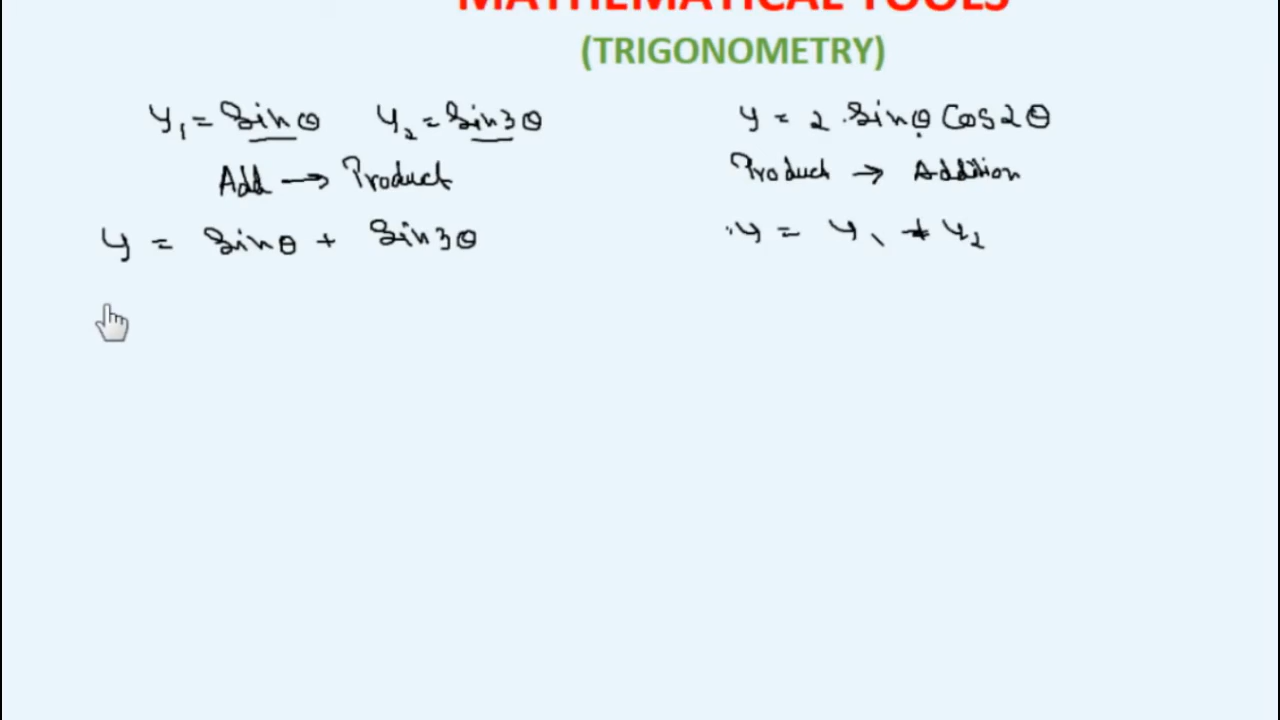 MATHEMATICAL TOOLS
(TRIGONOMETRY)
y₁ = Sinθ y₂ = Sin3θ
Add → Product
y = Sinθ + Sin3θ
y = 2 Sinθ Cos2θ
Product → Addition
y = y₁ + y₂